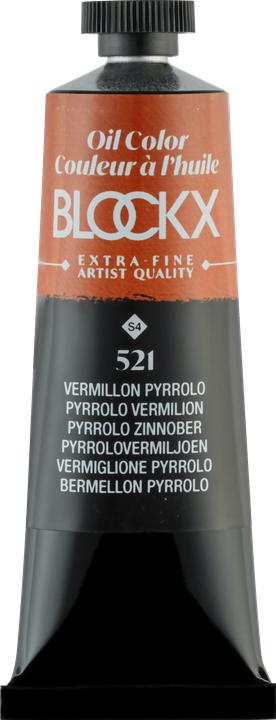 Oil Color
Couleur à l'huile
BLOCKX
EXTRA-FINE
ARTIST QUALITY
S4
521
VERMILLON PYRROLO
PYRROLO VERMILION
PYRROLO ZINNOBER
PYRROLOVERMILJOEN
VERMIGLIONE PYRROLO
BERMELLON PYRROLO